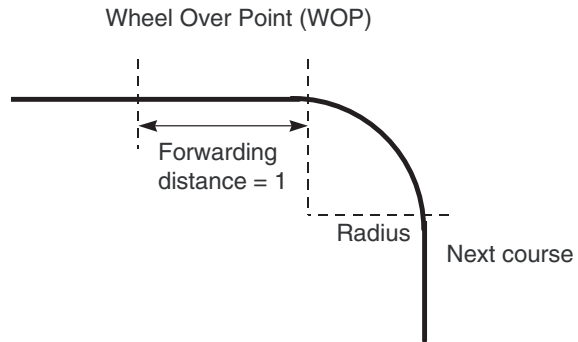 Wheel Over Point (WOP)
Forwarding
distance = 1
Radius
Next course